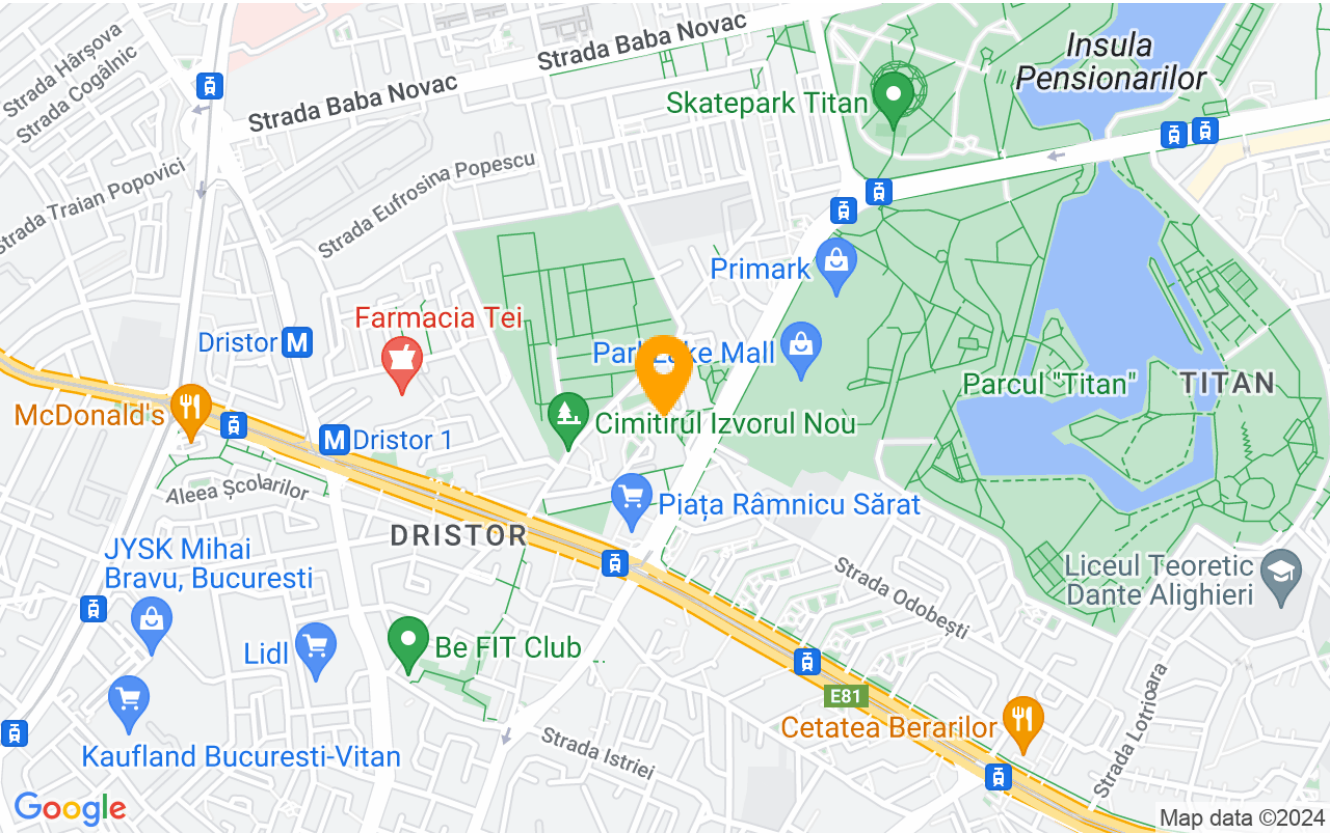 Strada Hârșova
Strada Cogâlnic
Strada Baba Novac
Strada Baba Novac
Insula
Pensionarilor
Skatepark Titan
Strada Traian Popovici
Strada Eufrosina Popescu
Primark
Farmacia Tei
Dristor M
Park Lake Mall
Parcul "Titan"
TITAN
McDonald's
M Dristor 1
Cimitirul Izvorul Nou
Aleea Școlarilor
Piața Râmnicu Sărat
DRISTOR
JYSK Mihai
Bravu, Bucuresti
Liceul Teoretic
Dante Alighieri
Strada Odobești
Lidl
Be FIT Club
E81
Strada Lotrioara
Cetatea Berarilor
Kaufland Bucuresti-Vitan
Strada Istriei
Google
Map data ©2024